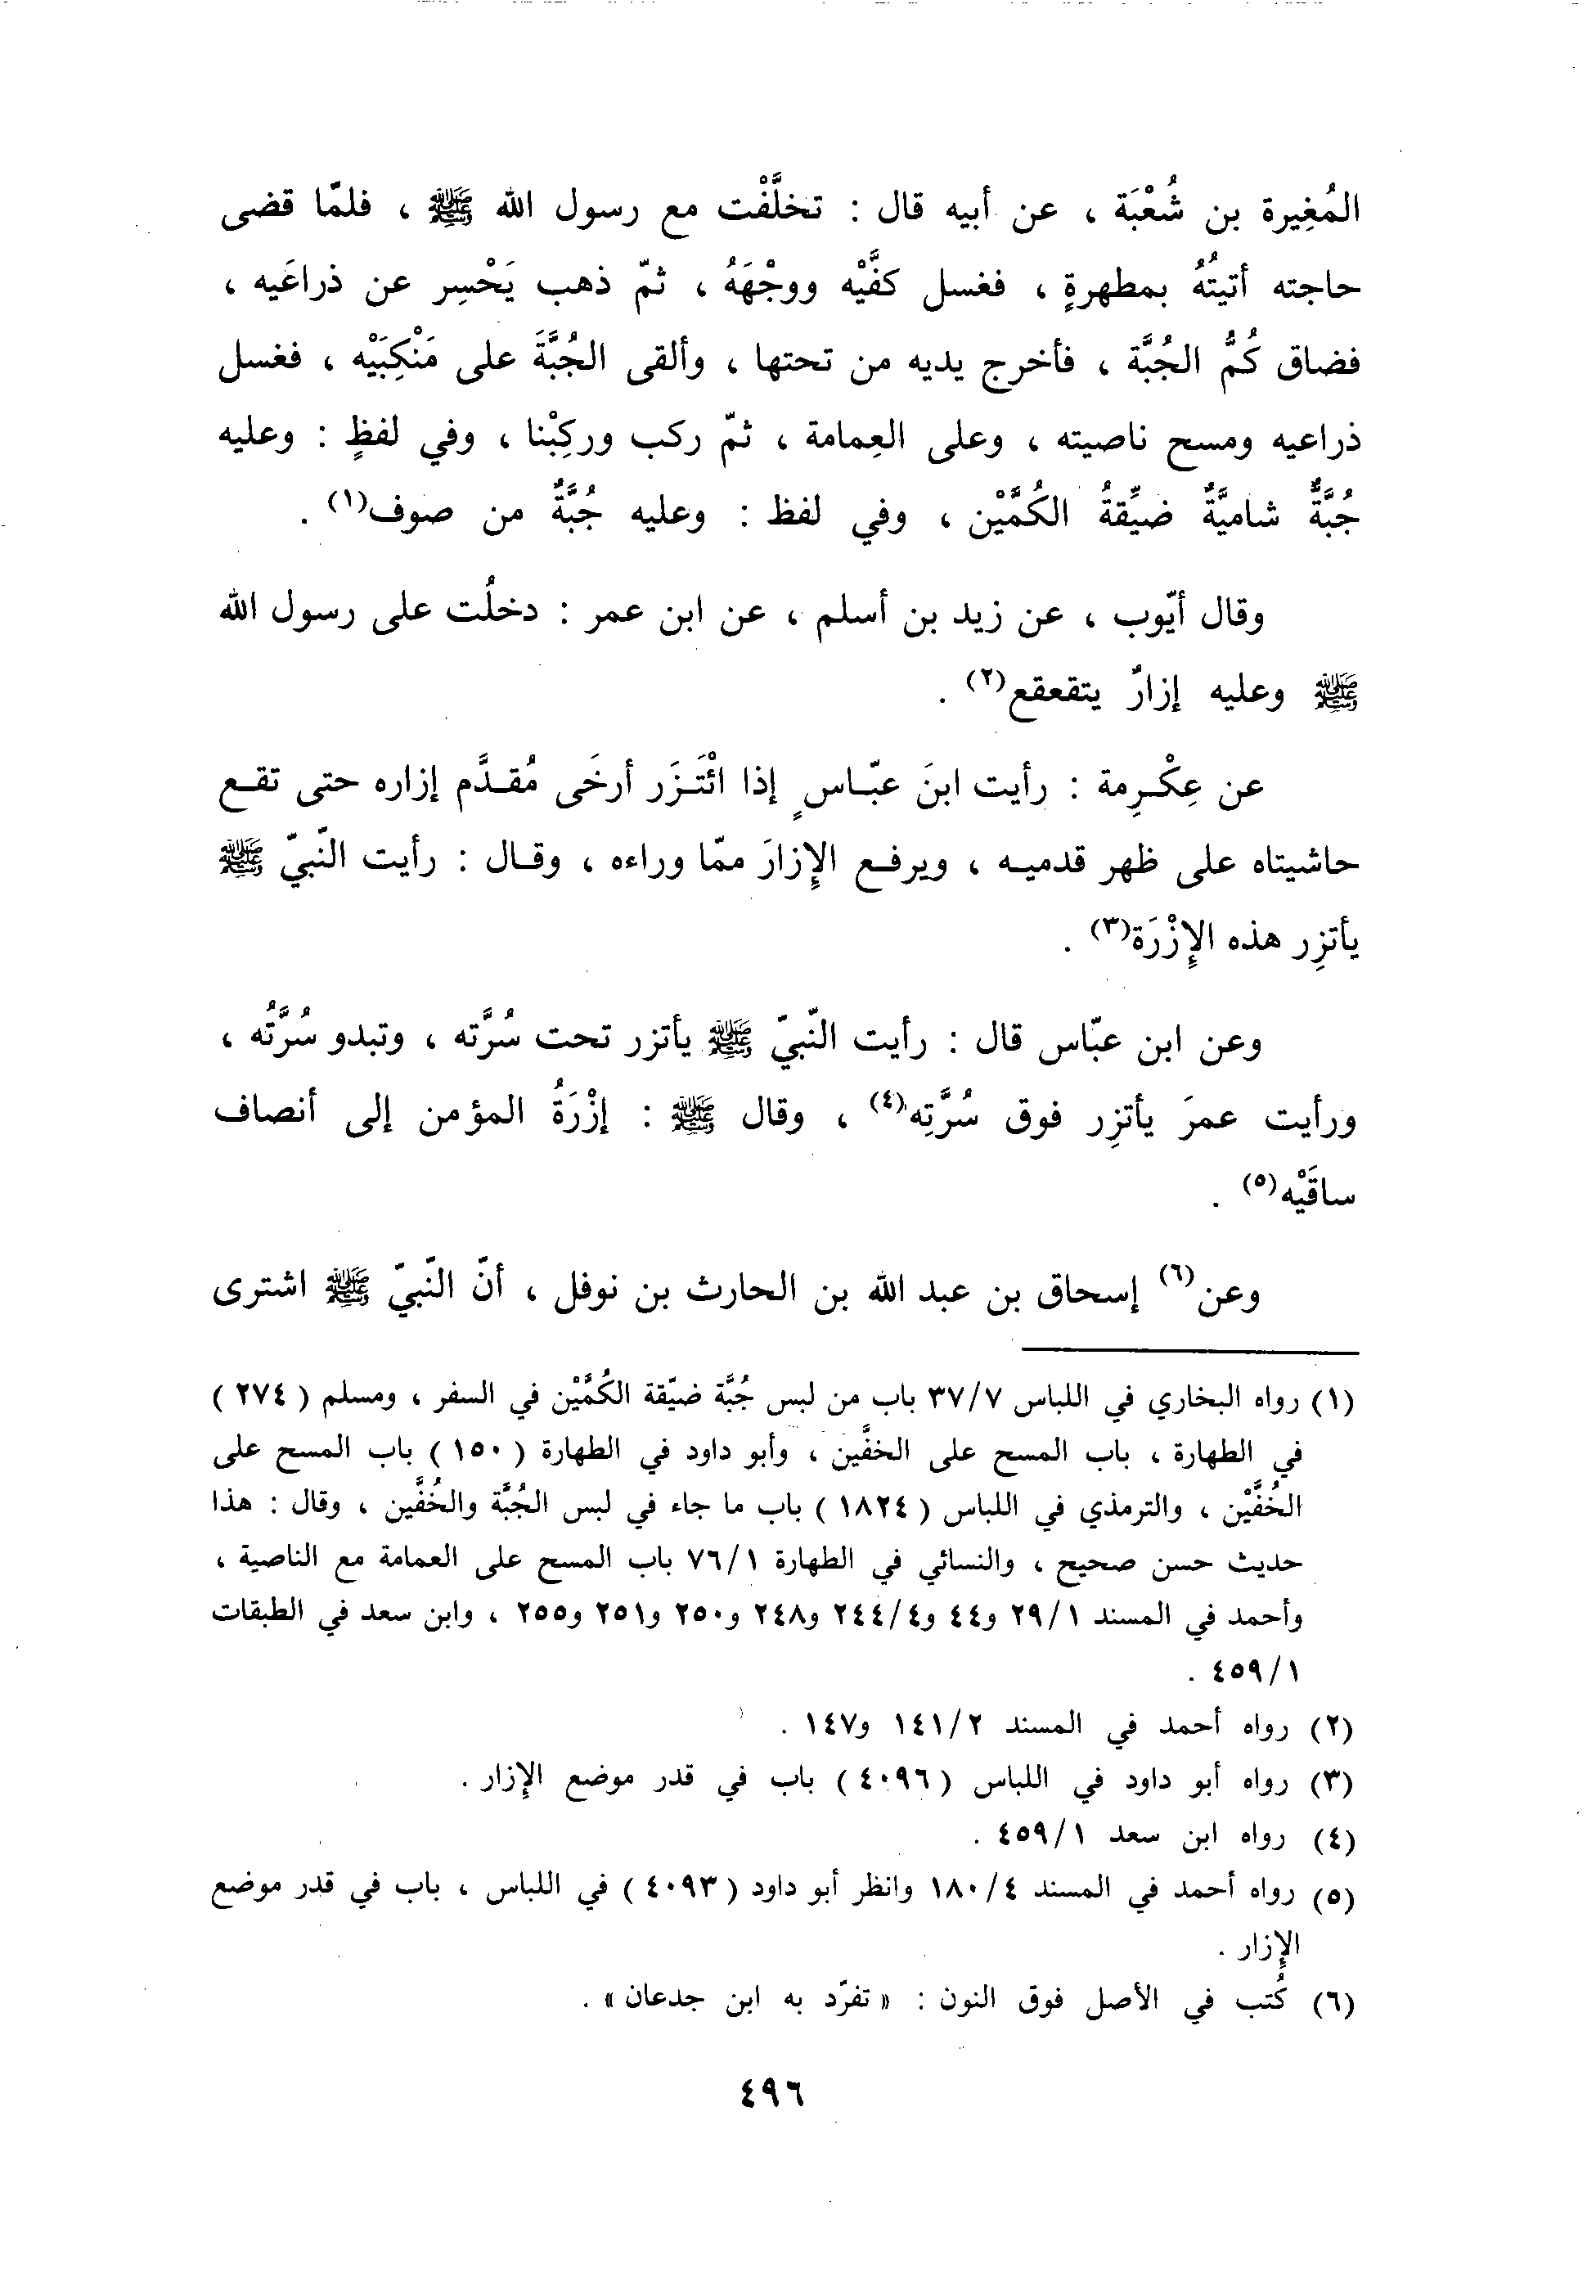 المُغِيرة بن شُعْبَة ، عن أبيه قال : تخلَّفْت مع رسول الله ﷺ ، فلمّا قضى
حاجته أتيتُهُ بمطهرةٍ ، فغسل كفَّيْه ووجْهَهُ ، ثمّ ذهب يَحْسِر عن ذراعَيه ،
فضاق كُمُّ الجُبَّة ، فأخرج يديه من تحتها ، وألقى الجُبَّةَ على مَنْكِبَيْه ، فغسل
ذراعيه ومسح ناصيته ، وعلى العِمامة ، ثمّ ركب وركِبْنا ، وفي لفظٍ : وعليه
جُبَّةٌ شاميَّةٌ ضيِّقةُ الكُمَّيْن ، وفي لفظ : وعليه جُبَّةٌ من صوف(١) .
وقال أيّوب ، عن زيد بن أسلم ، عن ابن عمر : دخلُت على رسول الله
ﷺ وعليه إزارٌ يتقعقع(٢) .
عن عِكْرِمة : رأيت ابنَ عبّاسٍ إذا ائْتَزَر أرخَى مُقدَّم إزاره حتى تقع
حاشيتاه على ظهر قدميه ، ويرفع الإِزارَ ممّا وراءه ، وقال : رأيت النّبيّ ﷺ
يأتزِر هذه الإِزْرَة(٣) .
وعن ابن عبّاس قال : رأيت النّبيّ ﷺ يأتزر تحت سُرَّته ، وتبدو سُرَّتُه ،
ورأيت عمرَ يأتزِر فوق سُرَّتِه(٤) ، وقال ﷺ : إزْرَةُ المؤمن إلى أنصاف
ساقَيْه(٥) .
وعن(٦) إسحاق بن عبد الله بن الحارث بن نوفل ، أنّ النّبيّ ﷺ اشترى
(١) رواه البخاري في اللباس ٣٧/٧ باب من لبس جُبَّة ضيّقة الكُمَّيْن في السفر ، ومسلم ( ٢٧٤ )
في الطهارة ، باب المسح على الخفَّين ، وأبو داود في الطهارة ( ١٥٠ ) باب المسح على
الخُفَّيْن ، والترمذي في اللباس ( ١٨٢٤ ) باب ما جاء في لبس الجُبَّة والخُفَّين ، وقال : هذا
حديث حسن صحيح ، والنسائي في الطهارة ٧٦/١ باب المسح على العمامة مع الناصية ،
وأحمد في المسند ٢٩/١ و٤٤ و٢٤٤/٤ و٢٤٨ و٢٥٠ و٢٥١ و٢٥٥ ، وابن سعد في الطبقات
٤٥٩/١ .
(٢) رواه أحمد في المسند ١٤١/٢ و١٤٧ .
(٣) رواه أبو داود في اللباس ( ٤٠٩٦ ) باب في قدر موضع الإِزار .
(٤) رواه ابن سعد ٤٥٩/١ .
(٥) رواه أحمد في المسند ١٨٠/٤ وانظر أبو داود ( ٤٠٩٣ ) في اللباس ، باب في قدر موضع
الإِزار .
(٦) كُتب في الأصل فوق النون : « تفرّد به ابن جدعان » .
٤٩٦